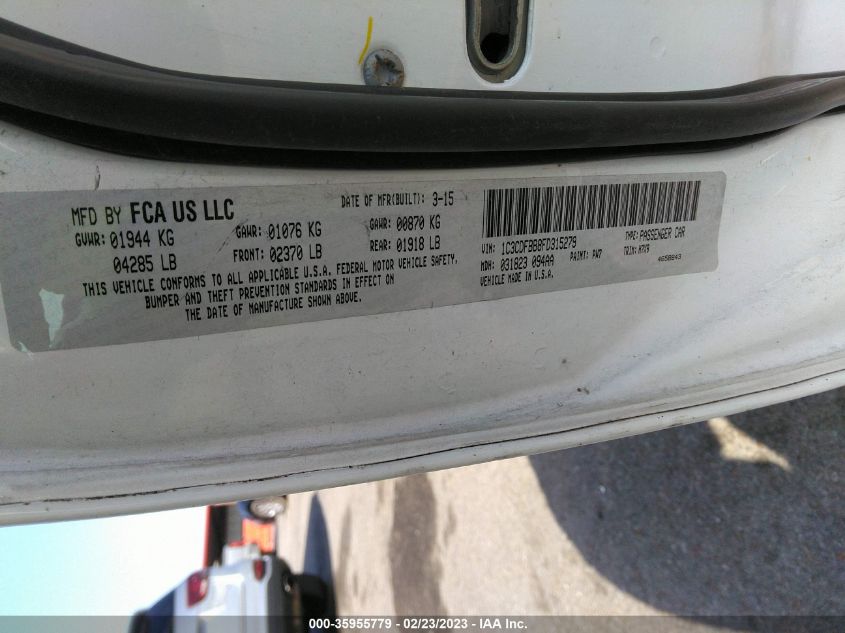 MFD BY FCA US LLC
DATE OF MFR(BUILT): 3-15
GVWR: 01944 KG
04285 LB
GAWR: 01076 KG
FRONT: 02370 LB
GAWR: 00870 KG
REAR: 01918 LB
THIS VEHICLE CONFORMS TO ALL APPLICABLE U.S.A. FEDERAL MOTOR VEHICLE SAFETY,
BUMPER AND THEFT PREVENTION STANDARDS IN EFFECT ON
THE DATE OF MANUFACTURE SHOWN ABOVE.
VIN: 1C3CDFBB8FD315279
TYPE: PASSENGER CAR
MDH: 031823 094AA
PAINT: PW7
TRIM:
VEHICLE MADE IN U.S.A.
000-35955779 - 02/23/2023 - IAA Inc.